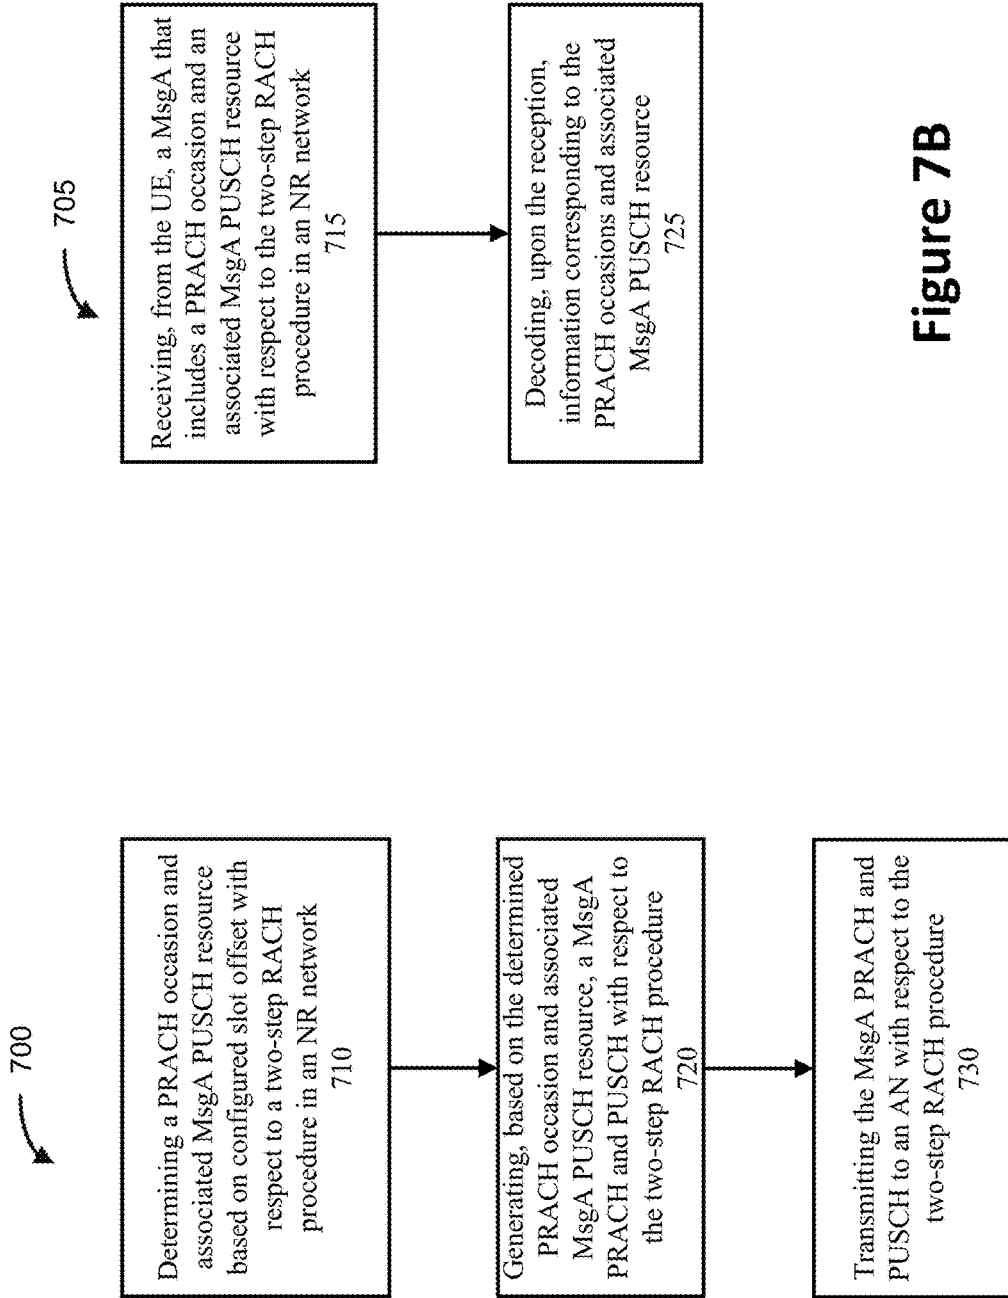 700
Determining a PRACH occasion and
associated MsgA PUSCH resource
based on configured slot offset with
respect to a two-step RACH
procedure in an NR network
710
Generating, based on the determined
PRACH occasion and associated
MsgA PUSCH resource, a MsgA
PRACH and PUSCH with respect to
the two-step RACH procedure
720
Transmitting the MsgA PRACH and
PUSCH to an AN with respect to the
two-step RACH procedure
730
705
Receiving, from the UE, a MsgA that
includes a PRACH occasion and an
associated MsgA PUSCH resource
with respect to the two-step RACH
procedure in an NR network
715
Decoding, upon the reception,
information corresponding to the
PRACH occasions and associated
MsgA PUSCH resource
725
Figure 7B